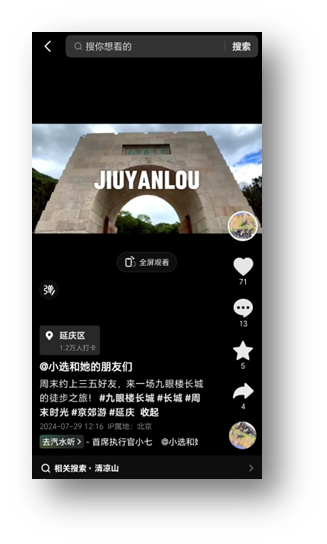 搜你想看的
搜索
JIUYANLOU
全屏观看
弹
71
13
5
4
延庆区
1.2万人打卡
@小选和她的朋友们
周末约上三五好友，来一场九眼楼长城
的徒步之旅！ #九眼楼长城 #长城 #周
末时光 #京郊游 #延庆 收起
2024-07-29 12:16 IP属地：北京
去汽水听 - 首席执行官小七 @小选和她
相关搜索 · 清凉山